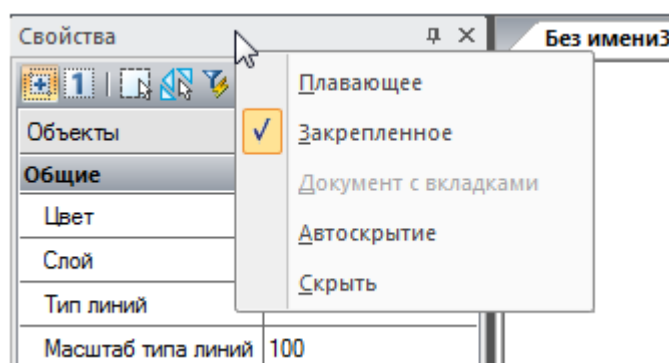 Свойства
Без имени3
1
Плавающее
Объекты
Закрепленное
Общие
Документ с вкладками
Цвет
Автоскрытие
Слой
Скрыть
Тип линий
Масштаб типа линий 100